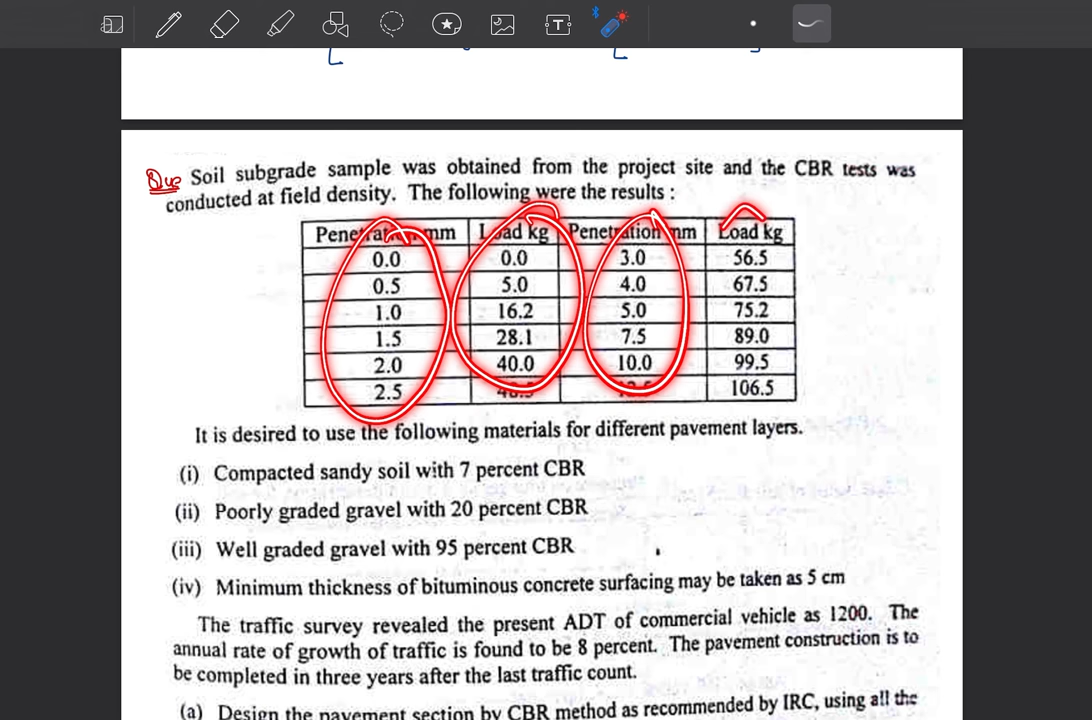 Que Soil subgrade sample was obtained from the project site and the CBR tests was
conducted at field density. The following were the results :
Penetration mm Load kg Penetration mm Load kg
0.0 0.0 3.0 56.5
0.5 5.0 4.0 67.5
1.0 16.2 5.0 75.2
1.5 28.1 7.5 89.0
2.0 40.0 10.0 99.5
2.5 106.5
It is desired to use the following materials for different pavement layers.
(i) Compacted sandy soil with 7 percent CBR
(ii) Poorly graded gravel with 20 percent CBR
(iii) Well graded gravel with 95 percent CBR
(iv) Minimum thickness of bituminous concrete surfacing may be taken as 5 cm
The traffic survey revealed the present ADT of commercial vehicle as 1200. The
annual rate of growth of traffic is found to be 8 percent. The pavement construction is to
be completed in three years after the last traffic count.
(a) Design the pavement section by CBR method as recommended by IRC, using all the